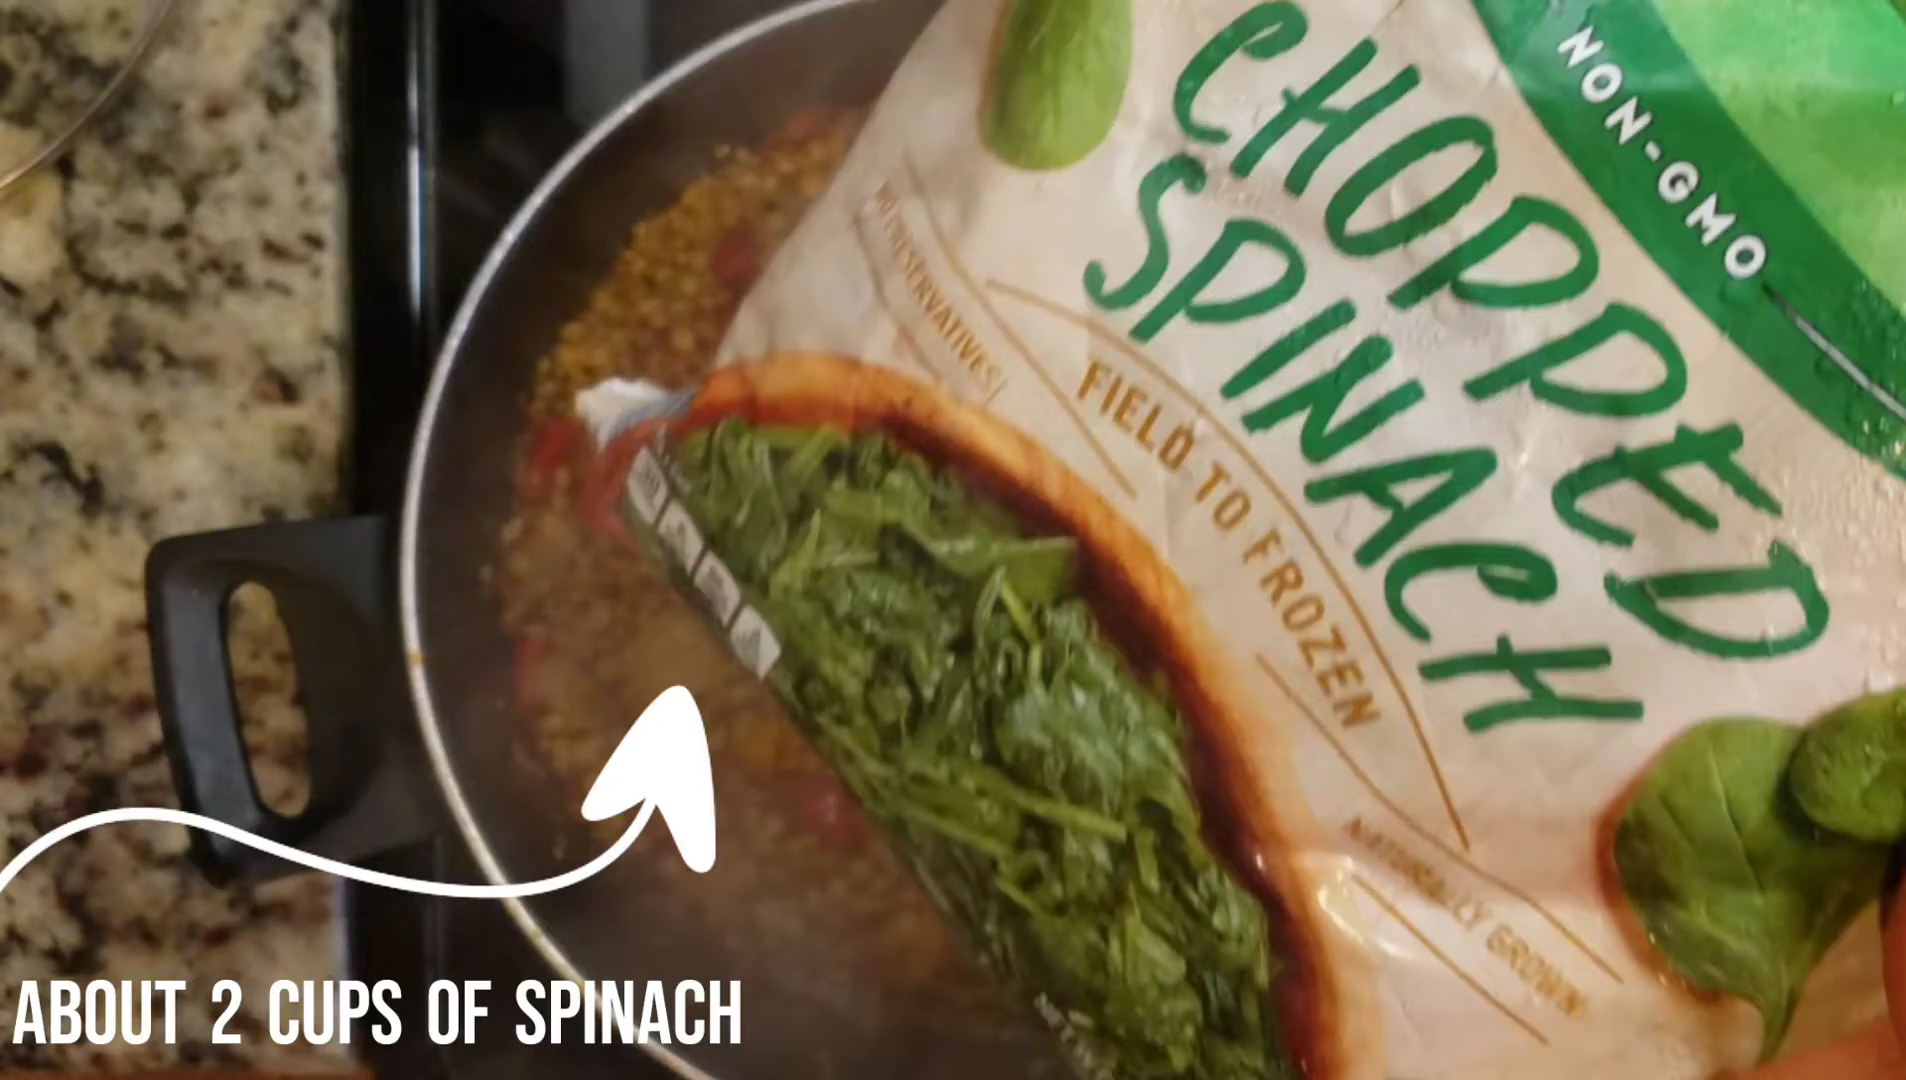 NON-GMO
CHOPPED
SPINACH
NO PRESERVATIVES
FIELD TO FROZEN
NATURALLY GROWN
ABOUT 2 CUPS OF SPINACH